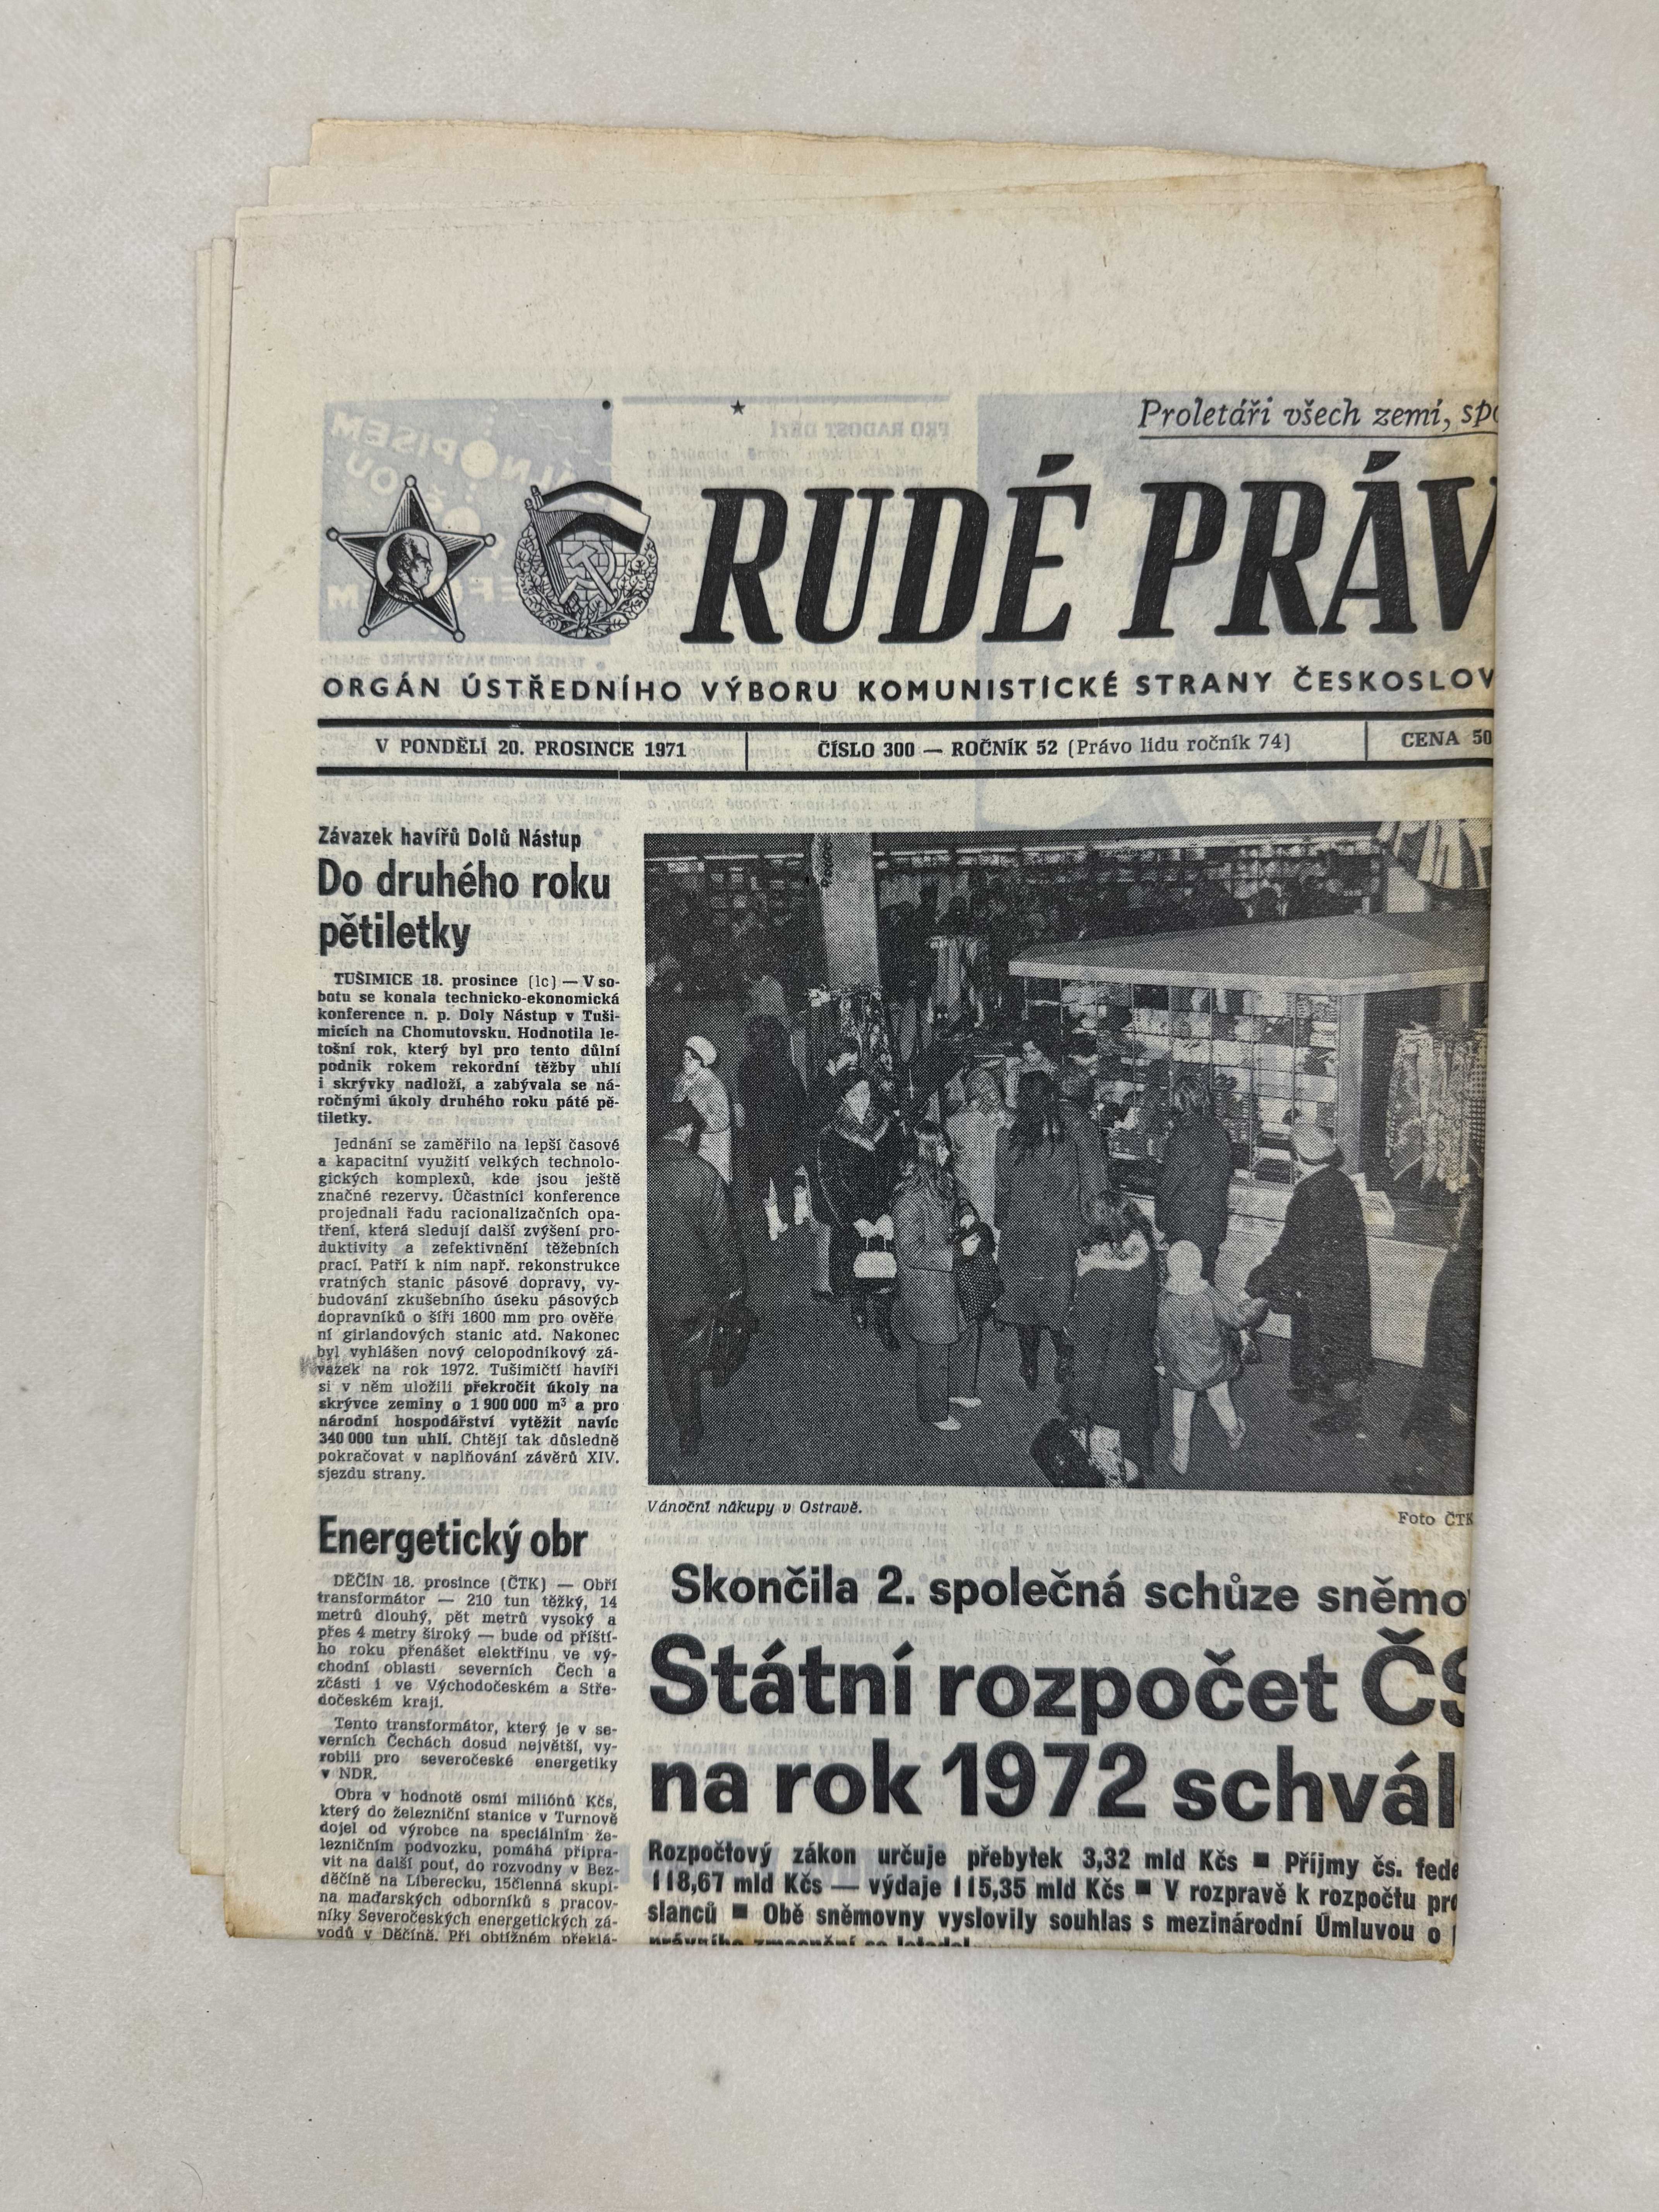 Proletáři všech zemí, spo
RUDÉ PRÁV
ORGÁN ÚSTŘEDNÍHO VÝBORU KOMUNISTICKÉ STRANY ČESKOSLOV
V PONDĚLÍ 20. PROSINCE 1971
ČÍSLO 300 — ROČNÍK 52 (Právo lidu ročník 74)
CENA 50
Závazek havířů Dolů Nástup
Do druhého roku
pětiletky
TUŠIMICE 18. prosince (lc) — V so-
botu se konala technicko-ekonomická
konference n. p. Doly Nástup v Tuši-
micích na Chomutovsku. Hodnotila le-
tošní rok, který byl pro tento důlní
podnik rokem rekordní těžby uhlí
i skrývky nadloží, a zabývala se ná-
ročnými úkoly druhého roku páté pě-
tiletky.
Jednání se zaměřilo na lepší časové
a kapacitní využití velkých technolo-
gických komplexů, kde jsou ještě
značné rezervy. Účastníci konference
projednali řadu racionalizačních opa-
tření, která sledují další zvýšení pro-
duktivity a zefektivnění těžebních
prací. Patří k nim např. rekonstrukce
vratných stanic pásové dopravy, vy-
budování zkušebního úseku pásových
dopravníků o šíři 1600 mm pro ověře
ní girlandových stanic atd. Nakonec
byl vyhlášen nový celopodnikový zá-
vazek na rok 1972. Tušimičtí havíři
si v něm uložili překročit úkoly na
skrývce zeminy o 1 900 000 m³ a pro
národní hospodářství vytěžit navíc
340 000 tun uhlí. Chtějí tak důsledně
pokračovat v naplňování závěrů XIV.
sjezdu strany.
Energetický obr
DĚČÍN 18. prosince (ČTK) — Obří
transformátor — 210 tun těžký, 14
metrů dlouhý, pět metrů vysoký a
přes 4 metry široký — bude od příští-
ho roku přenášet elektřinu ve vý-
chodní oblasti severních Čech a
zčásti i ve Východočeském a Stře-
dočeském kraji.
Tento transformátor, který je v se-
verních Čechách dosud největší, vy-
robili pro severočeské energetiky
v NDR.
Obra v hodnotě osmi miliónů Kčs,
který do železniční stanice v Turnově
dojel od výrobce na speciálním že-
lezničním podvozku, pomáhá připra-
vit na další pouť, do rozvodny v Bez-
děčíně na Liberecku, 15členná skupi-
na maďarských odborníků s pracov-
níky Severočeských energetických zá-
vodů v Děčíně. Při obtížném překlá-
Vánoční nákupy v Ostravě.
Foto ČTK
Skončila 2. společná schůze sněmo
Státní rozpočet ČS
na rok 1972 schvál
Rozpočtový zákon určuje přebytek 3,32 mld Kčs ■ Příjmy čs. fede
118,67 mld Kčs — výdaje 115,35 mld Kčs ■ V rozpravě k rozpočtu pro
slanců ■ Obě sněmovny vyslovily souhlas s mezinárodní Úmluvou o